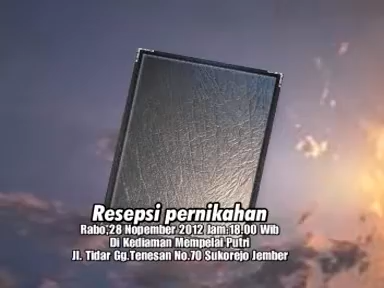 Resepsi pernikahan
Rabo,28 Nopember 2012 Jam:18.00 Wib
Di Kediaman Mempelai Putri
Jl. Tidar Gg.Tenesan No.70 Sukorejo Jember